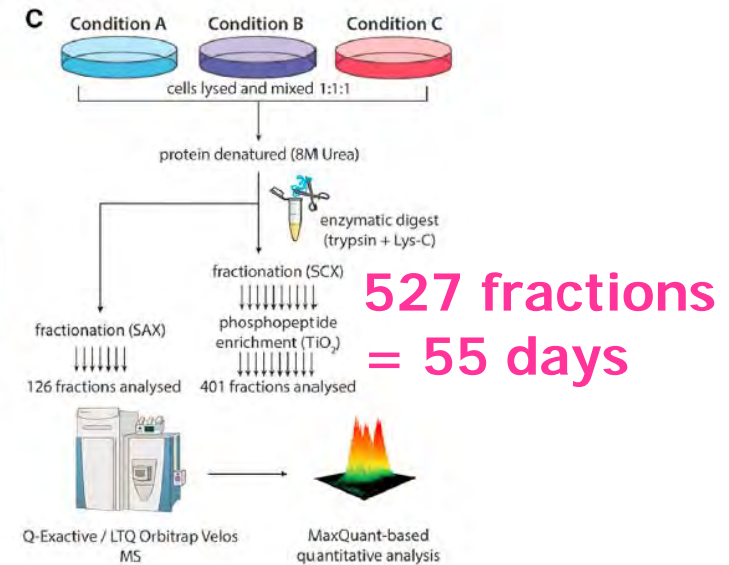 C
Condition A
Condition B
Condition C
cells lysed and mixed 1:1:1
protein denatured (8M Urea)
enzymatic digest
(trypsin + Lys-C)
fractionation (SCX)
phosphopeptide
enrichment (TiO2)
401 fractions analysed
fractionation (SAX)
126 fractions analysed
527 fractions
= 55 days
Q-Exactive / LTQ Orbitrap Velos
MS
MaxQuant-based
quantitative analysis